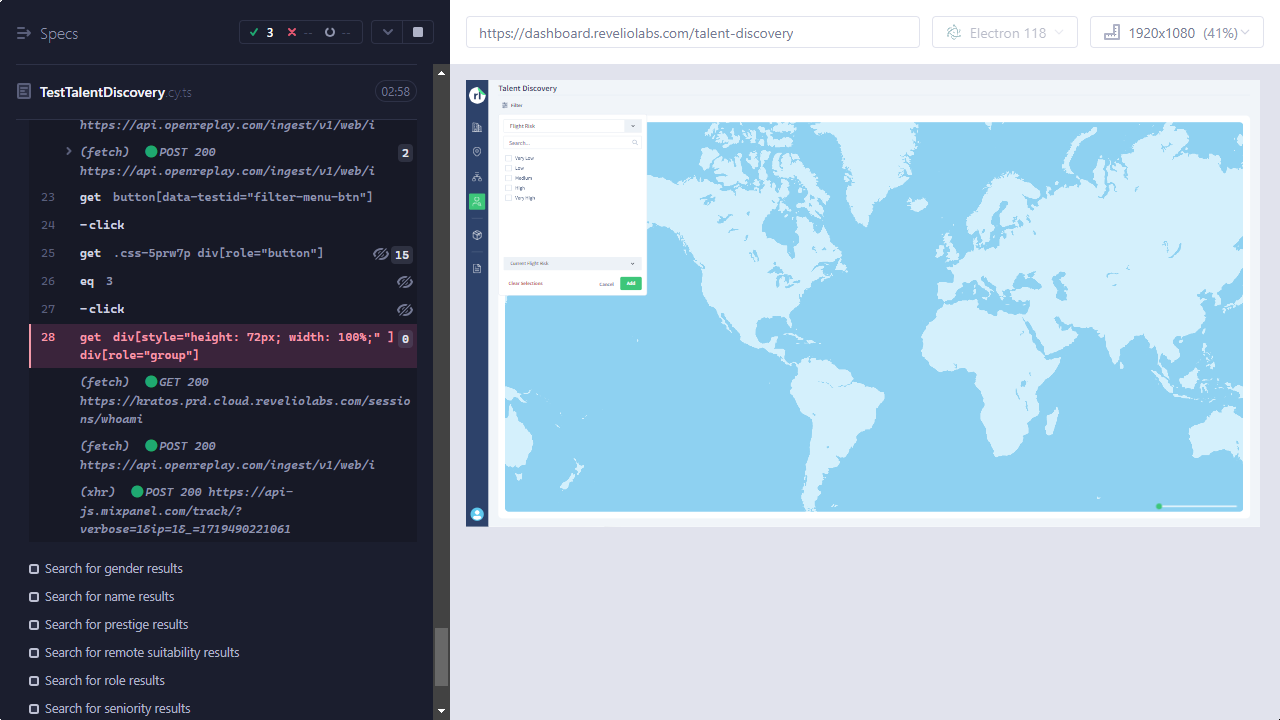 Specs
3
--
--
TestTalentDiscovery.cy.ts
02:58
https://api.openreplay.com/ingest/v1/web/i
(fetch) POST 200
2
https://api.openreplay.com/ingest/v1/web/i
23 get button[data-testid="filter-menu-btn"]
24 -click
25 get .css-5prw7p div[role="button"]
15
26 eq 3
27 -click
28 get div[style="height: 72px; width: 100%;" ]
0
div[role="group"]
(fetch) GET 200
https://kratos.prd.cloud.reveliolabs.com/sessio
ns/whoami
(fetch) POST 200
https://api.openreplay.com/ingest/v1/web/i
(xhr) POST 200 https://api-
js.mixpanel.com/track/?
verbose=1&ip=1&_=1719490221061
Search for gender results
Search for name results
Search for prestige results
Search for remote suitability results
Search for role results
Search for seniority results
https://dashboard.reveliolabs.com/talent-discovery
Electron 118
1920x1080 (41%)
rl
Talent Discovery
Filter
Flight Risk
Search...
Very Low
Low
Medium
High
Very High
Current Flight Risk
Clear Selections
Cancel
Add